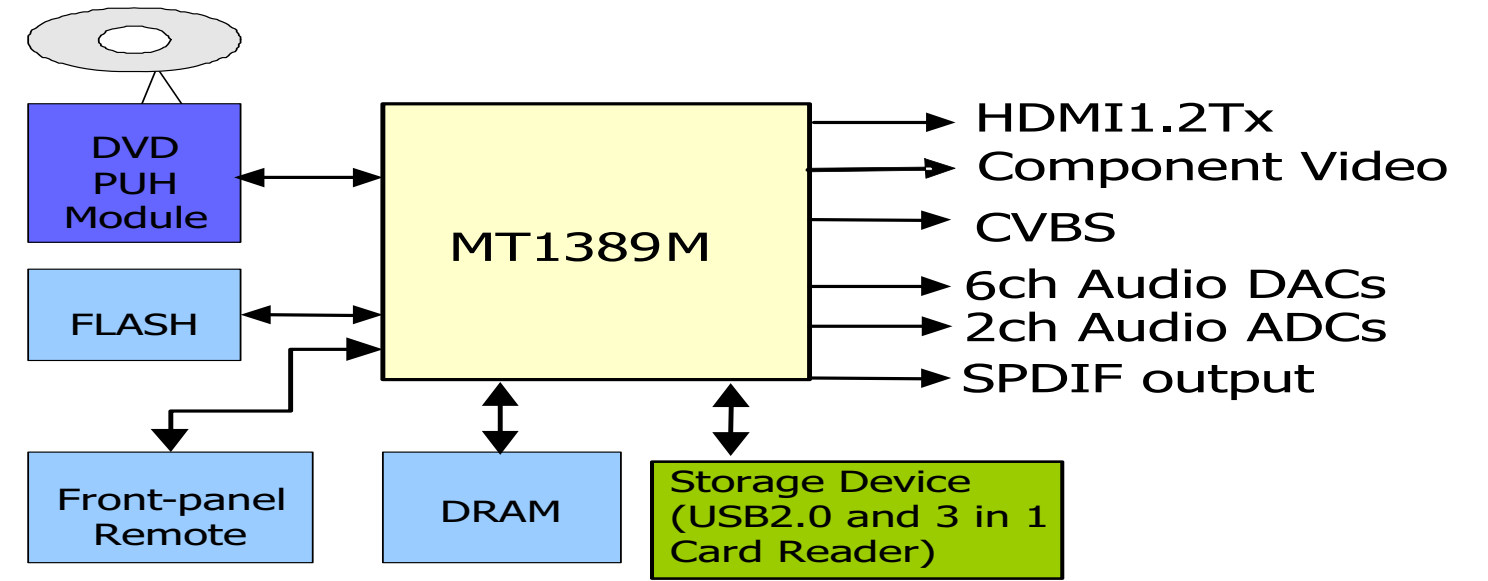 DVD
PUH
Module
FLASH
Front-panel
Remote
MT1389M
DRAM
Storage Device
(USB2.0 and 3 in 1
Card Reader)
HDMI1.2Tx
Component Video
CVBS
6ch Audio DACs
2ch Audio ADCs
SPDIF output